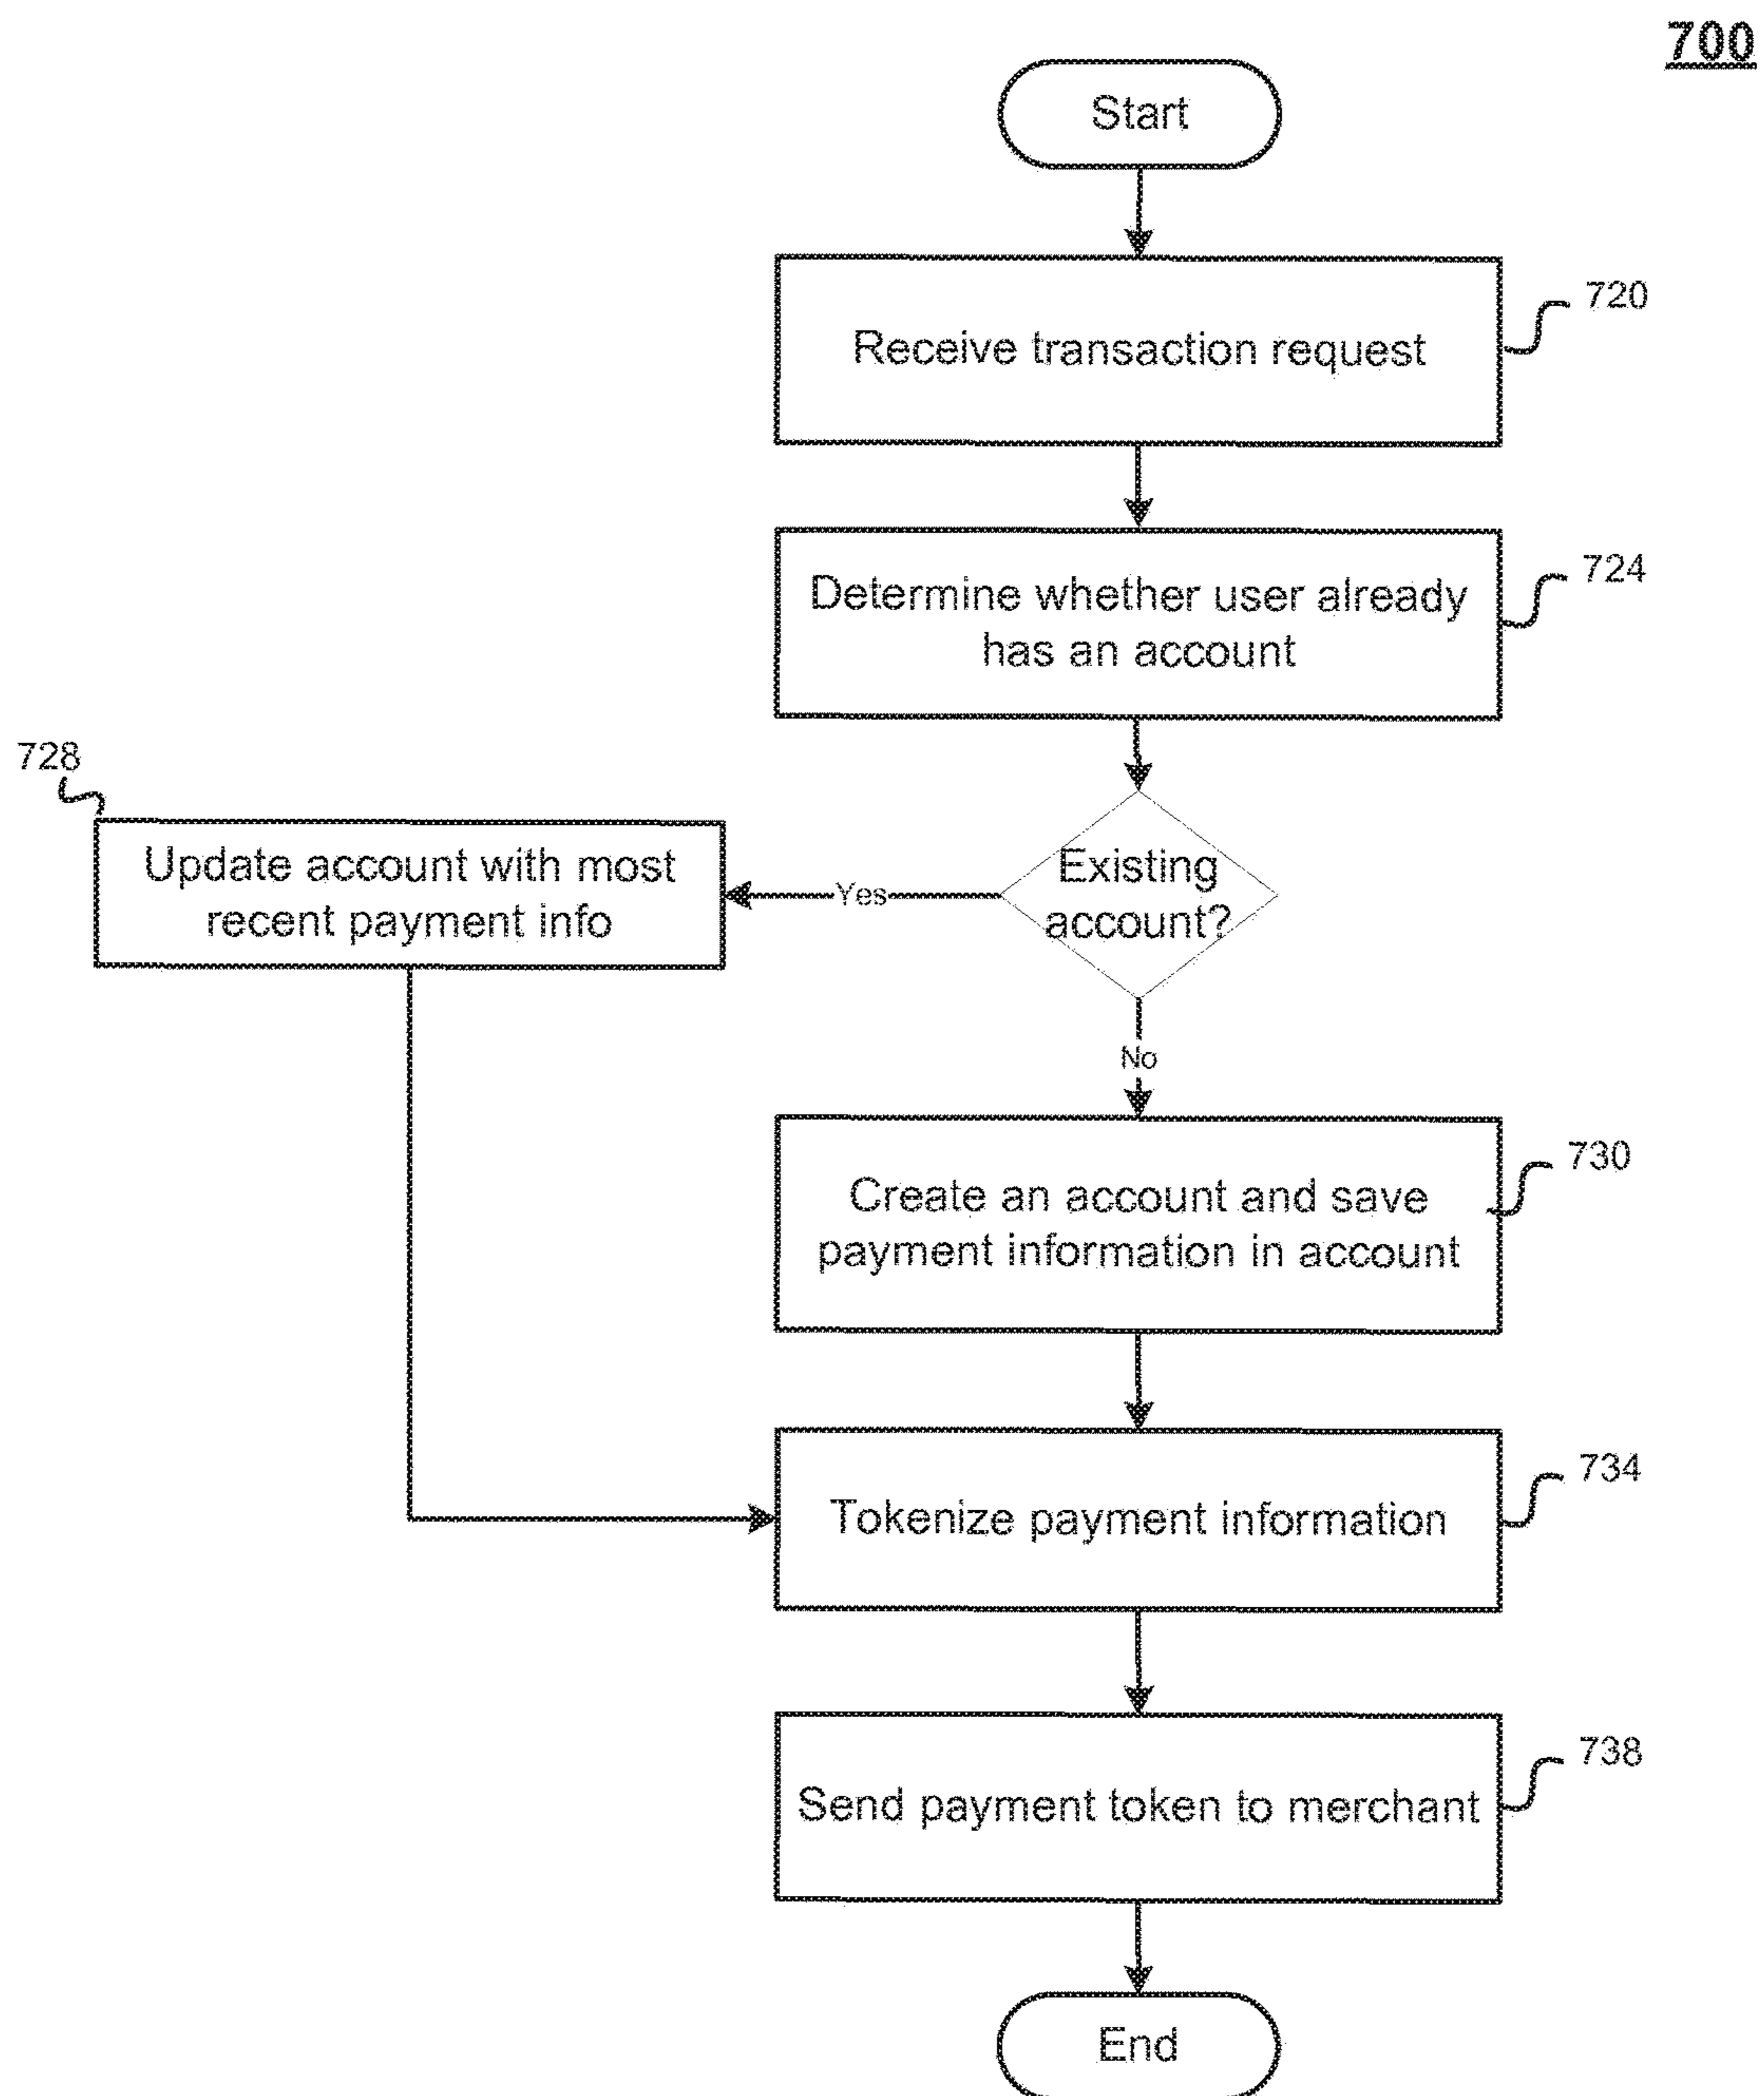 700
Start
Receive transaction request
720
Determine whether user already
has an account
724
728
Update account with most
recent payment info
Yes
Existing
account?
No
Create an account and save
payment information in account
730
Tokenize payment information
734
Send payment token to merchant
738
End